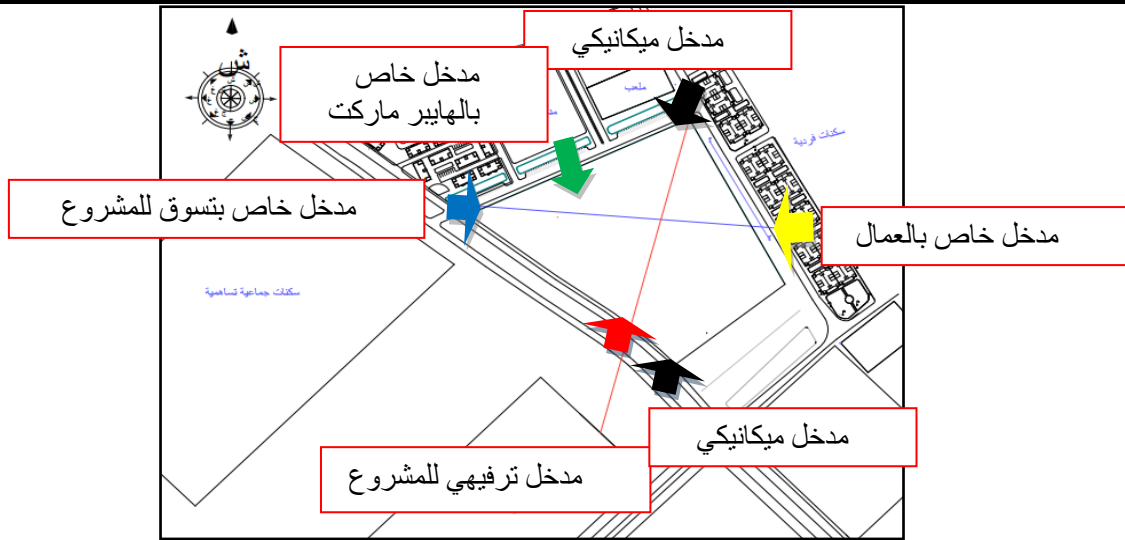 مدخل ميكانيكي
ش
مدخل خاص
بالهايبر ماركت
ملعب
سكنات فردية
مدخل خاص بتسوق للمشروع
مدخل خاص بالعمال
سكنات جماعية تساهمية
مدخل ميكانيكي
مدخل ترفيهي للمشروع